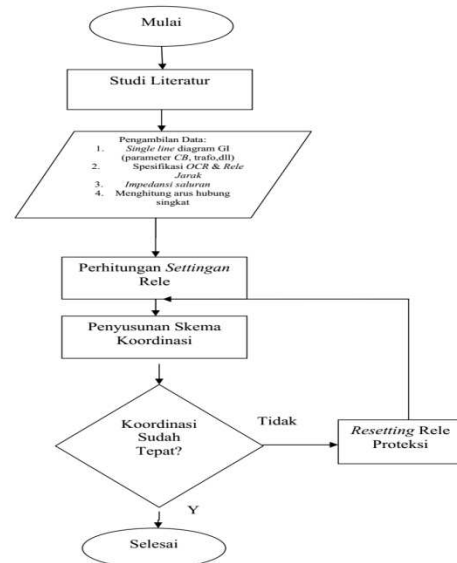 Mulai
Studi Literatur
Pengambilan Data:
1. Single line diagram GI
(parameter CB, trafo,dll)
2. Spesifikasi OCR & Rele
Jarak
3. Impedansi saluran
4. Menghitung arus hubung
singkat
Perhitungan Settingan
Rele
Penyusunan Skema
Koordinasi
Koordinasi
Sudah
Tepat?
Tidak
Resetting Rele
Proteksi
Y
Selesai